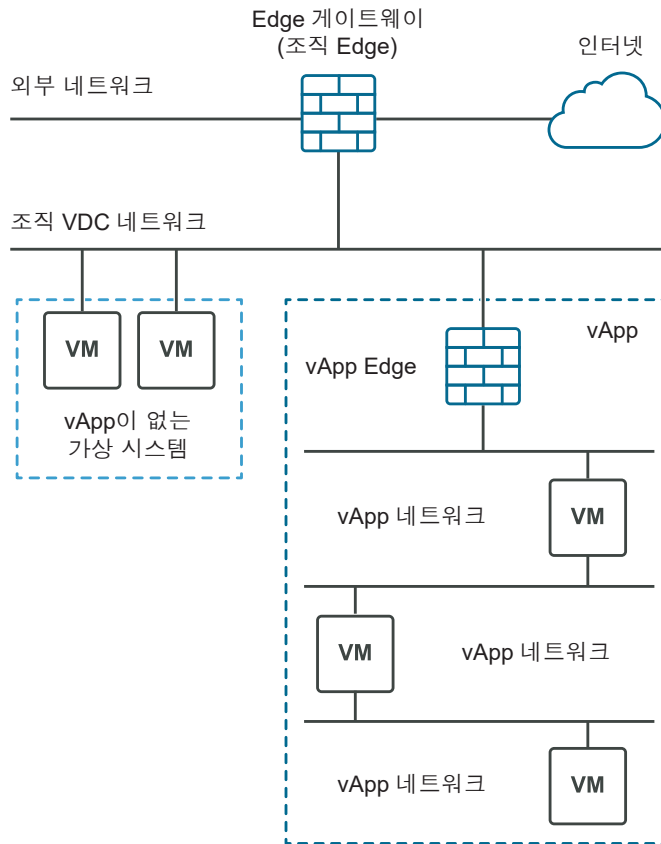 Edge 게이트웨이
(조직 Edge)
인터넷
외부 네트워크
조직 VDC 네트워크
VM
VM
vApp이 없는
가상 시스템
vApp
vApp Edge
vApp 네트워크
VM
VM
vApp 네트워크
vApp 네트워크
VM